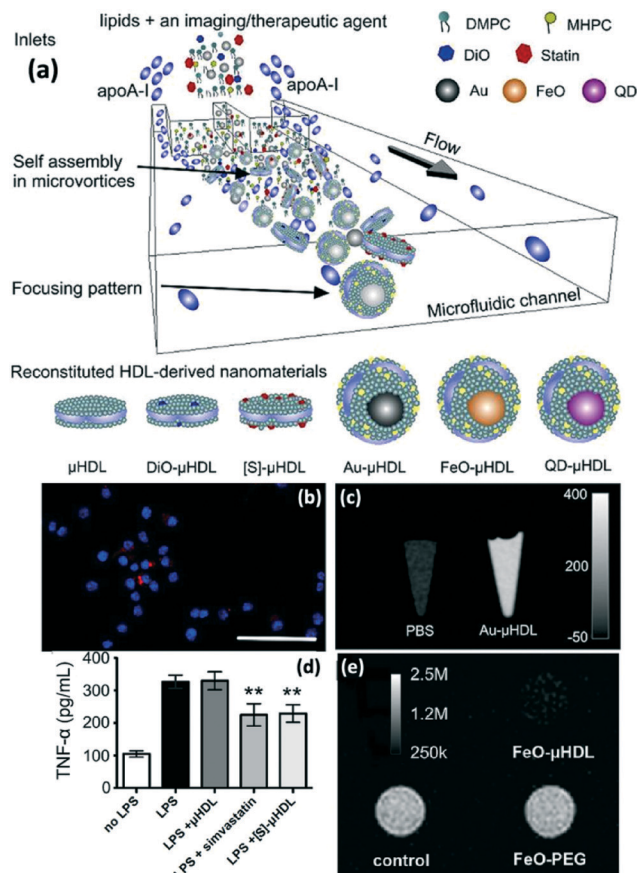 lipids + an imaging/therapeutic agent
Inlets
(a)
apoA-I
apoA-I
DMPC
MHPC
DiO
Statin
Au
FeO
QD
Flow
Self assembly
in microvortices
Focusing pattern
Microfluidic channel
Reconstituted HDL-derived nanomaterials
μHDL
DiO-μHDL
[S]-μHDL
Au-μHDL
FeO-μHDL
QD-μHDL
(b)
(c)
400
200
-50
PBS
Au-μHDL
(d)
TNF-α (pg/mL)
400
300
200
100
0
**
**
no LPS
LPS
LPS +μHDL
LPS + simvastatin
LPS +[S]-μHDL
(e)
2.5M
1.2M
250k
FeO-μHDL
control
FeO-PEG